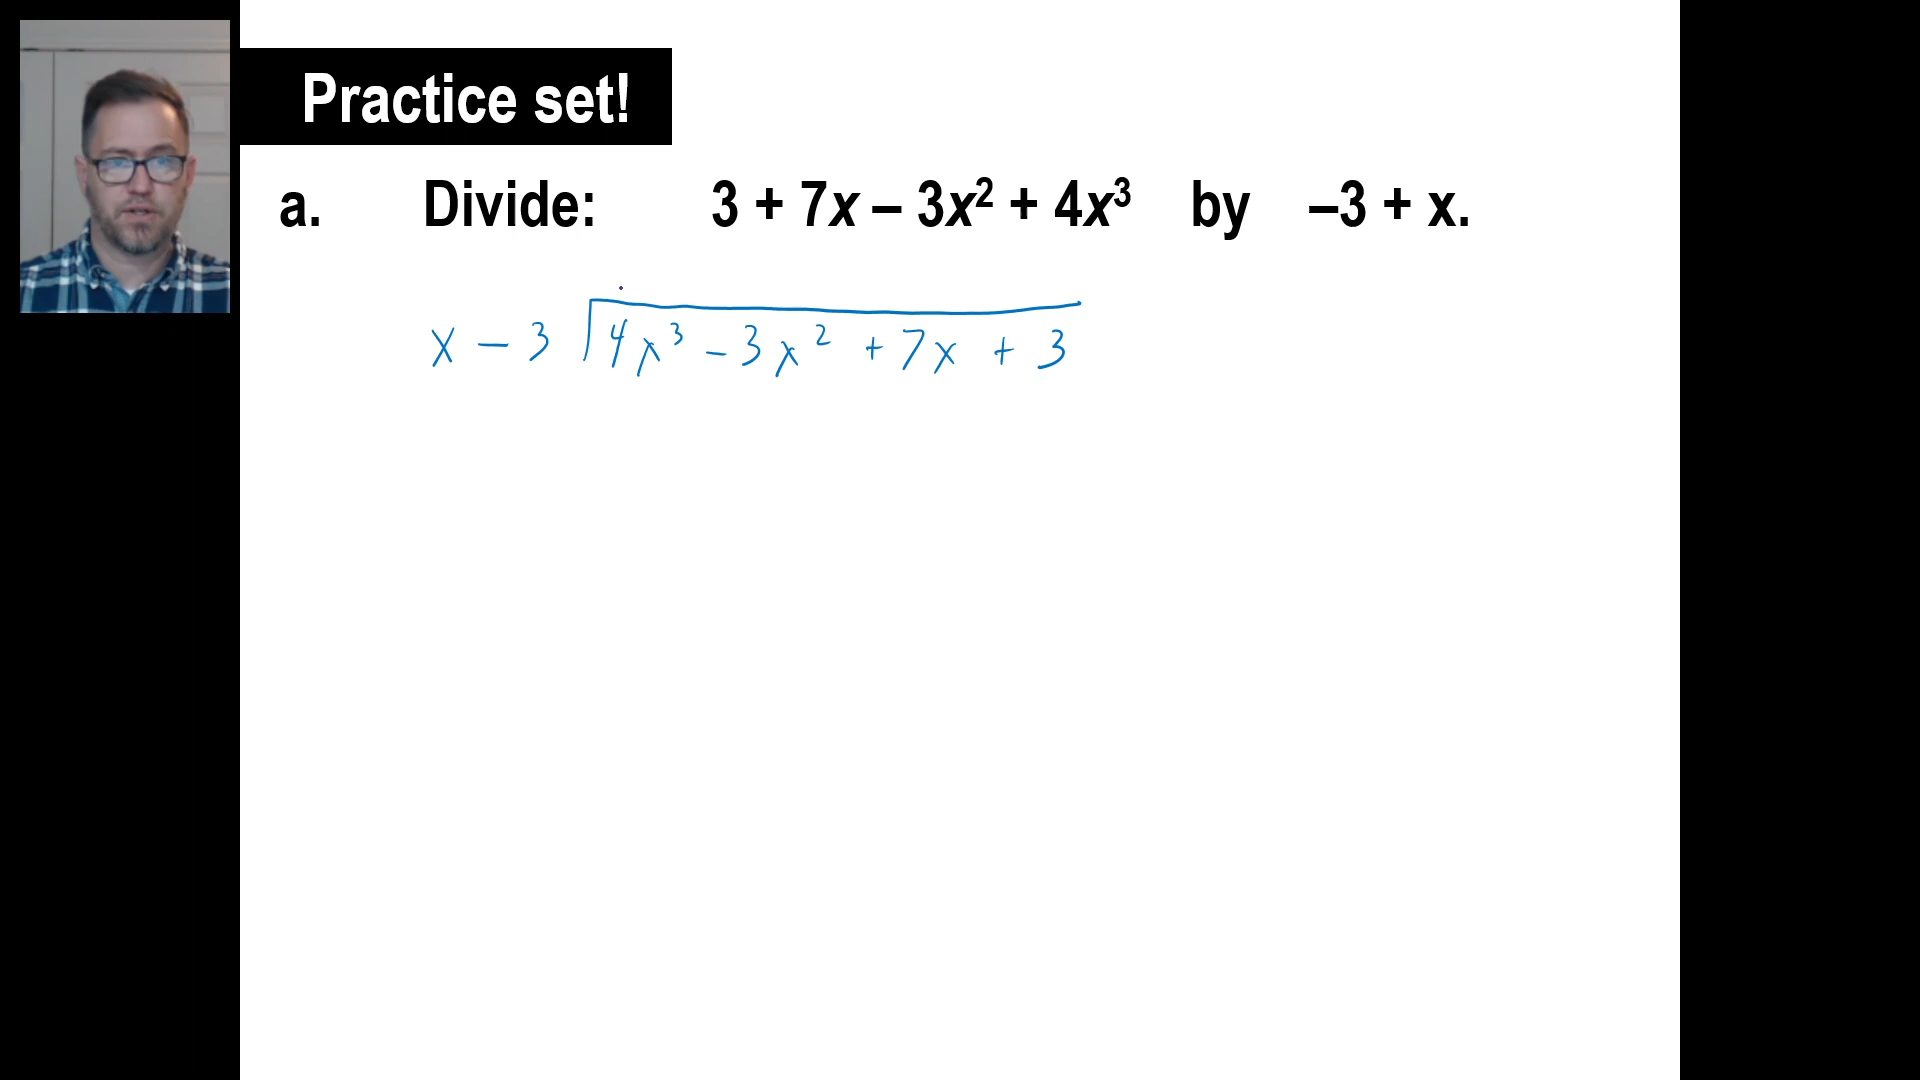 Practice set!
a. Divide: 3 + 7x – 3x² + 4x³ by –3 + x.
x − 3 4x³ − 3x² + 7x + 3